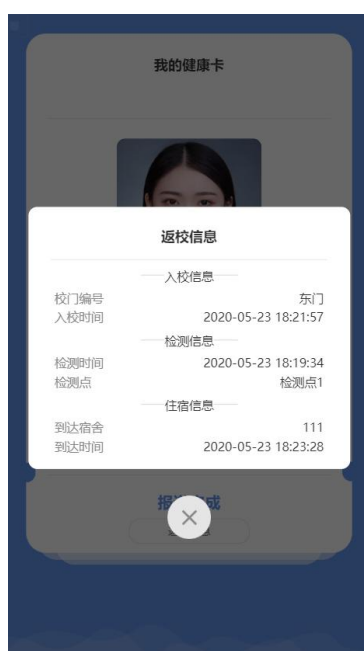 我的健康卡
返校信息
入校信息
校门编号 东门
入校时间 2020-05-23 18:21:57
检测信息
检测时间 2020-05-23 18:19:34
检测点 检测点1
住宿信息
到达宿舍 111
到达时间 2020-05-23 18:23:28